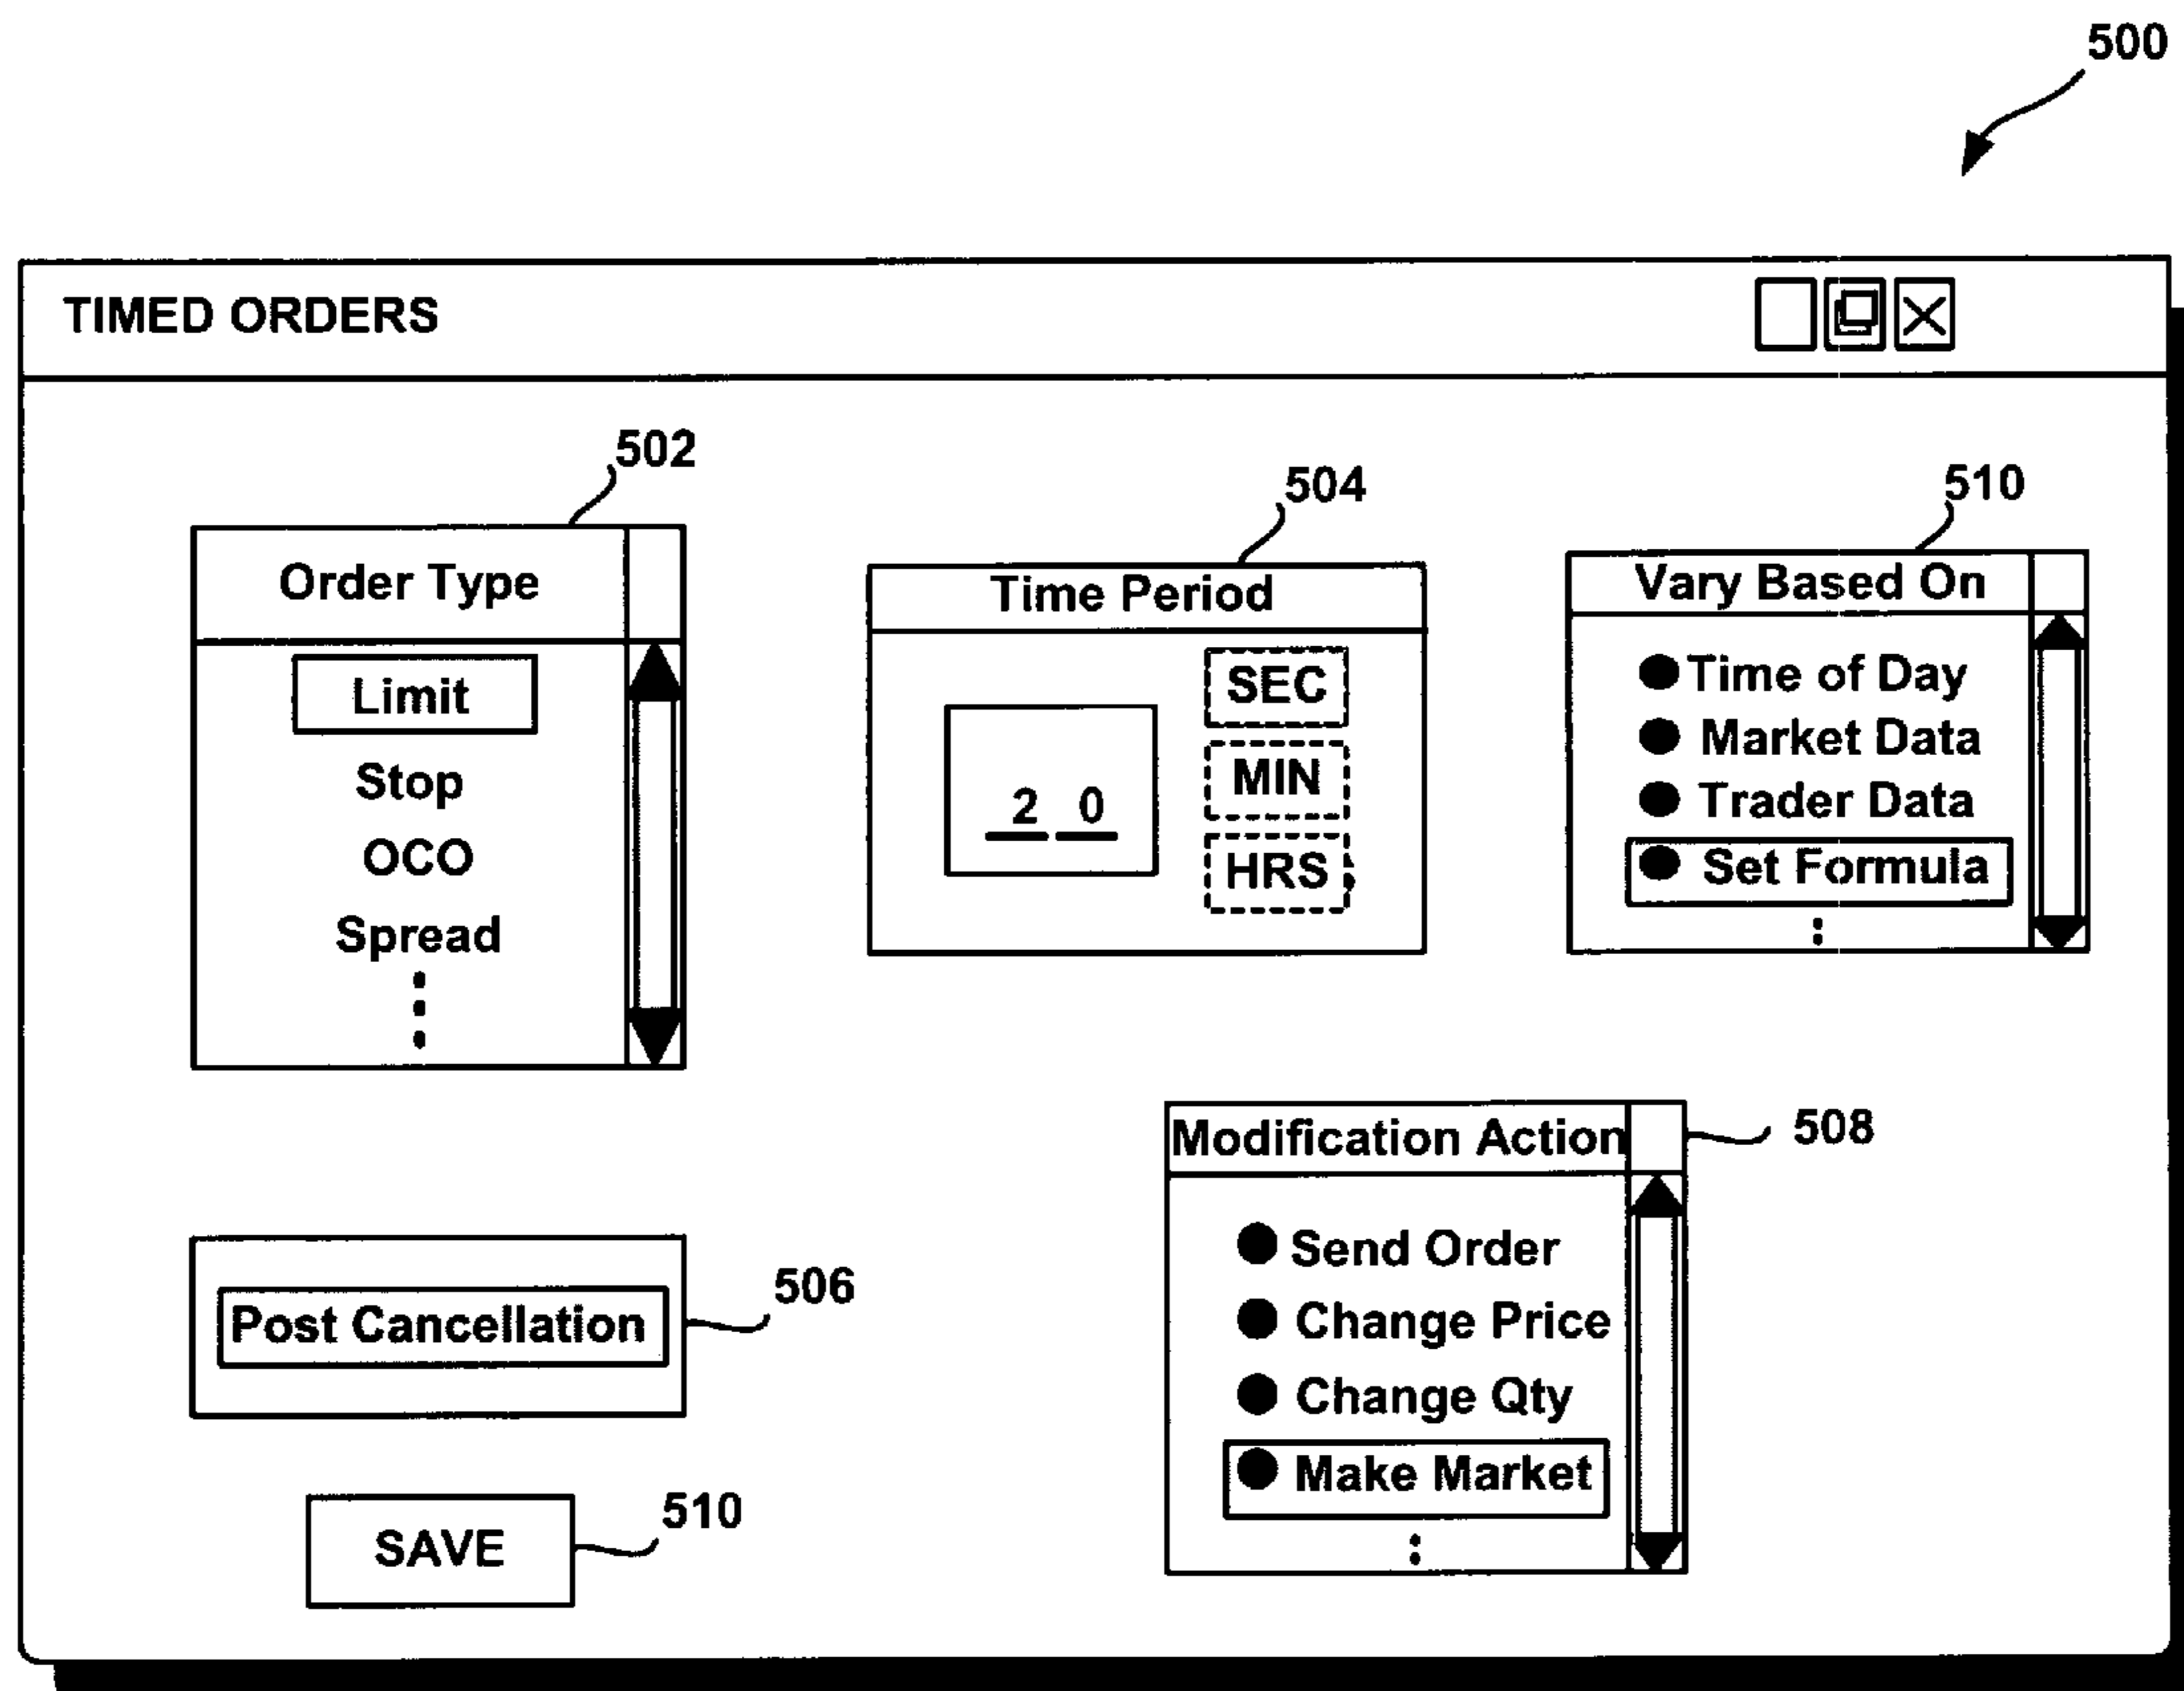 500
TIMED ORDERS
502
Order Type
Limit
Stop
OCO
Spread
504
Time Period
2 0
SEC
MIN
HRS
510
Vary Based On
Time of Day
Market Data
Trader Data
Set Formula
Post Cancellation
506
SAVE
510
Modification Action
508
Send Order
Change Price
Change Qty
Make Market